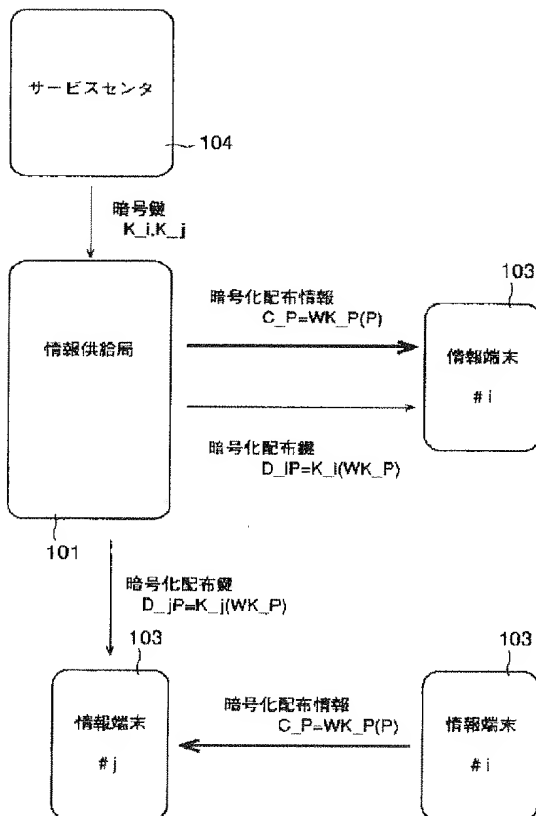 サービスセンタ
104
暗号鍵
K_i,K_j
103
暗号化配布情報
C_P=WK_P(P)
情報供給局
情報端末
#i
暗号化配布鍵
D_iP=K_i(WK_P)
101
暗号化配布鍵
D_jP=K_j(WK_P)
103
103
暗号化配布情報
C_P=WK_P(P)
情報端末
#j
情報端末
#i